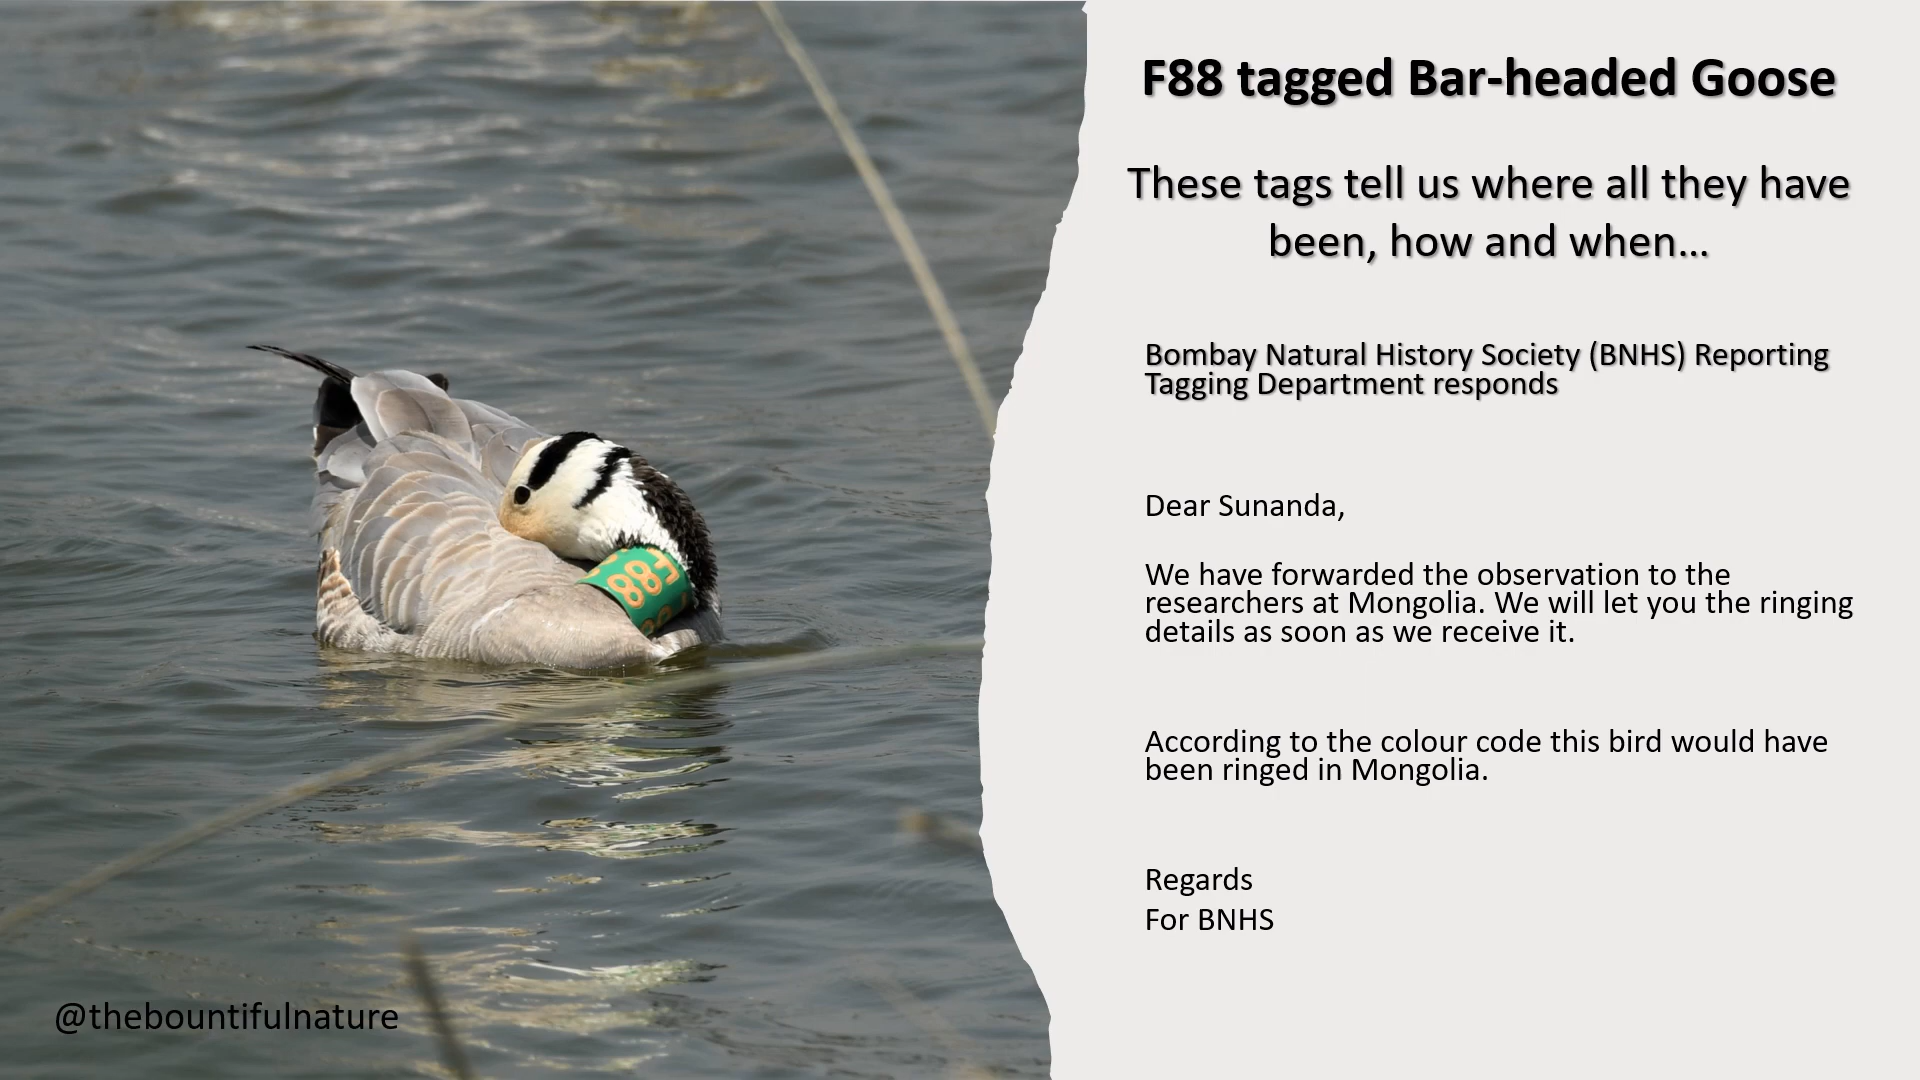 F88 tagged Bar-headed Goose
These tags tell us where all they have
been, how and when...
Bombay Natural History Society (BNHS) Reporting
Tagging Department responds
Dear Sunanda,
We have forwarded the observation to the
researchers at Mongolia. We will let you the ringing
details as soon as we receive it.
According to the colour code this bird would have
been ringed in Mongolia.
Regards
For BNHS
F88
@thebountifulnature